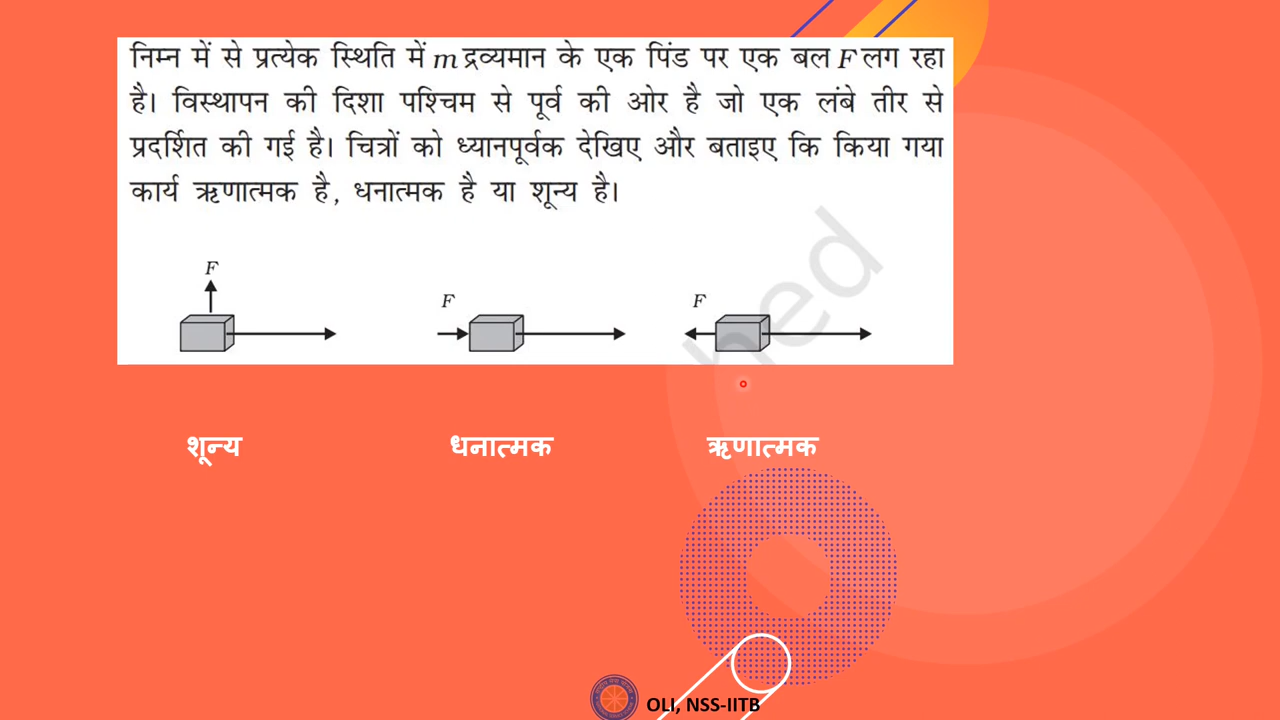 निम्न में से प्रत्येक स्थिति में m द्रव्यमान के एक पिंड पर एक बल F लग रहा
है। विस्थापन की दिशा पश्चिम से पूर्व की ओर है जो एक लंबे तीर से
प्रदर्शित की गई है। चित्रों को ध्यानपूर्वक देखिए और बताइए कि किया गया
कार्य ऋणात्मक है, धनात्मक है या शून्य है।
F
F
F
hed
शून्य
धनात्मक
ऋणात्मक
OLI, NSS-IITB